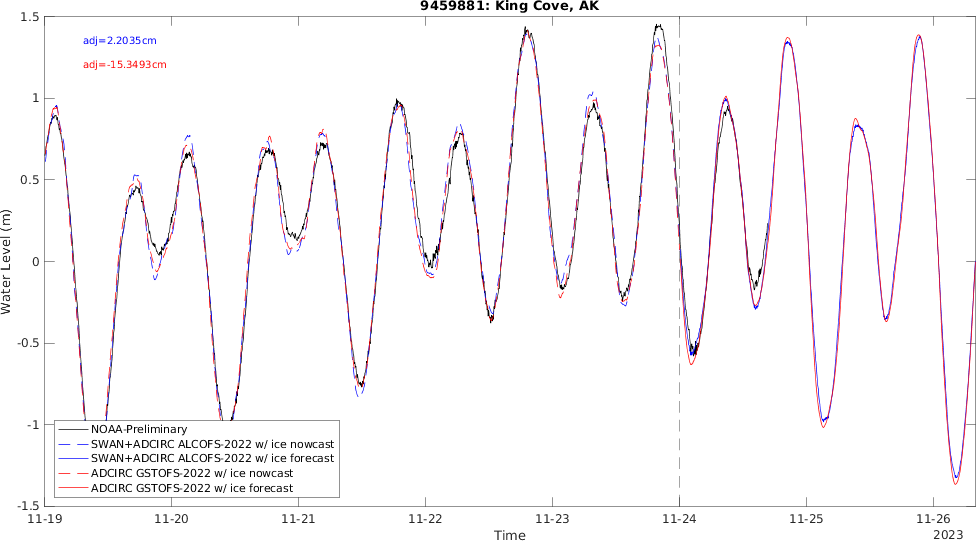 9459881: King Cove, AK
adj=2.2035cm
adj=-15.3493cm
Water Level (m)
1.5
1
0.5
0
-0.5
-1
-1.5
NOAA-Preliminary
SWAN+ADCIRC ALCOFS-2022 w/ ice nowcast
SWAN+ADCIRC ALCOFS-2022 w/ ice forecast
ADCIRC GSTOFS-2022 w/ ice nowcast
ADCIRC GSTOFS-2022 w/ ice forecast
11-19 11-20 11-21 11-22 11-23 11-24 11-25 11-26
Time
2023